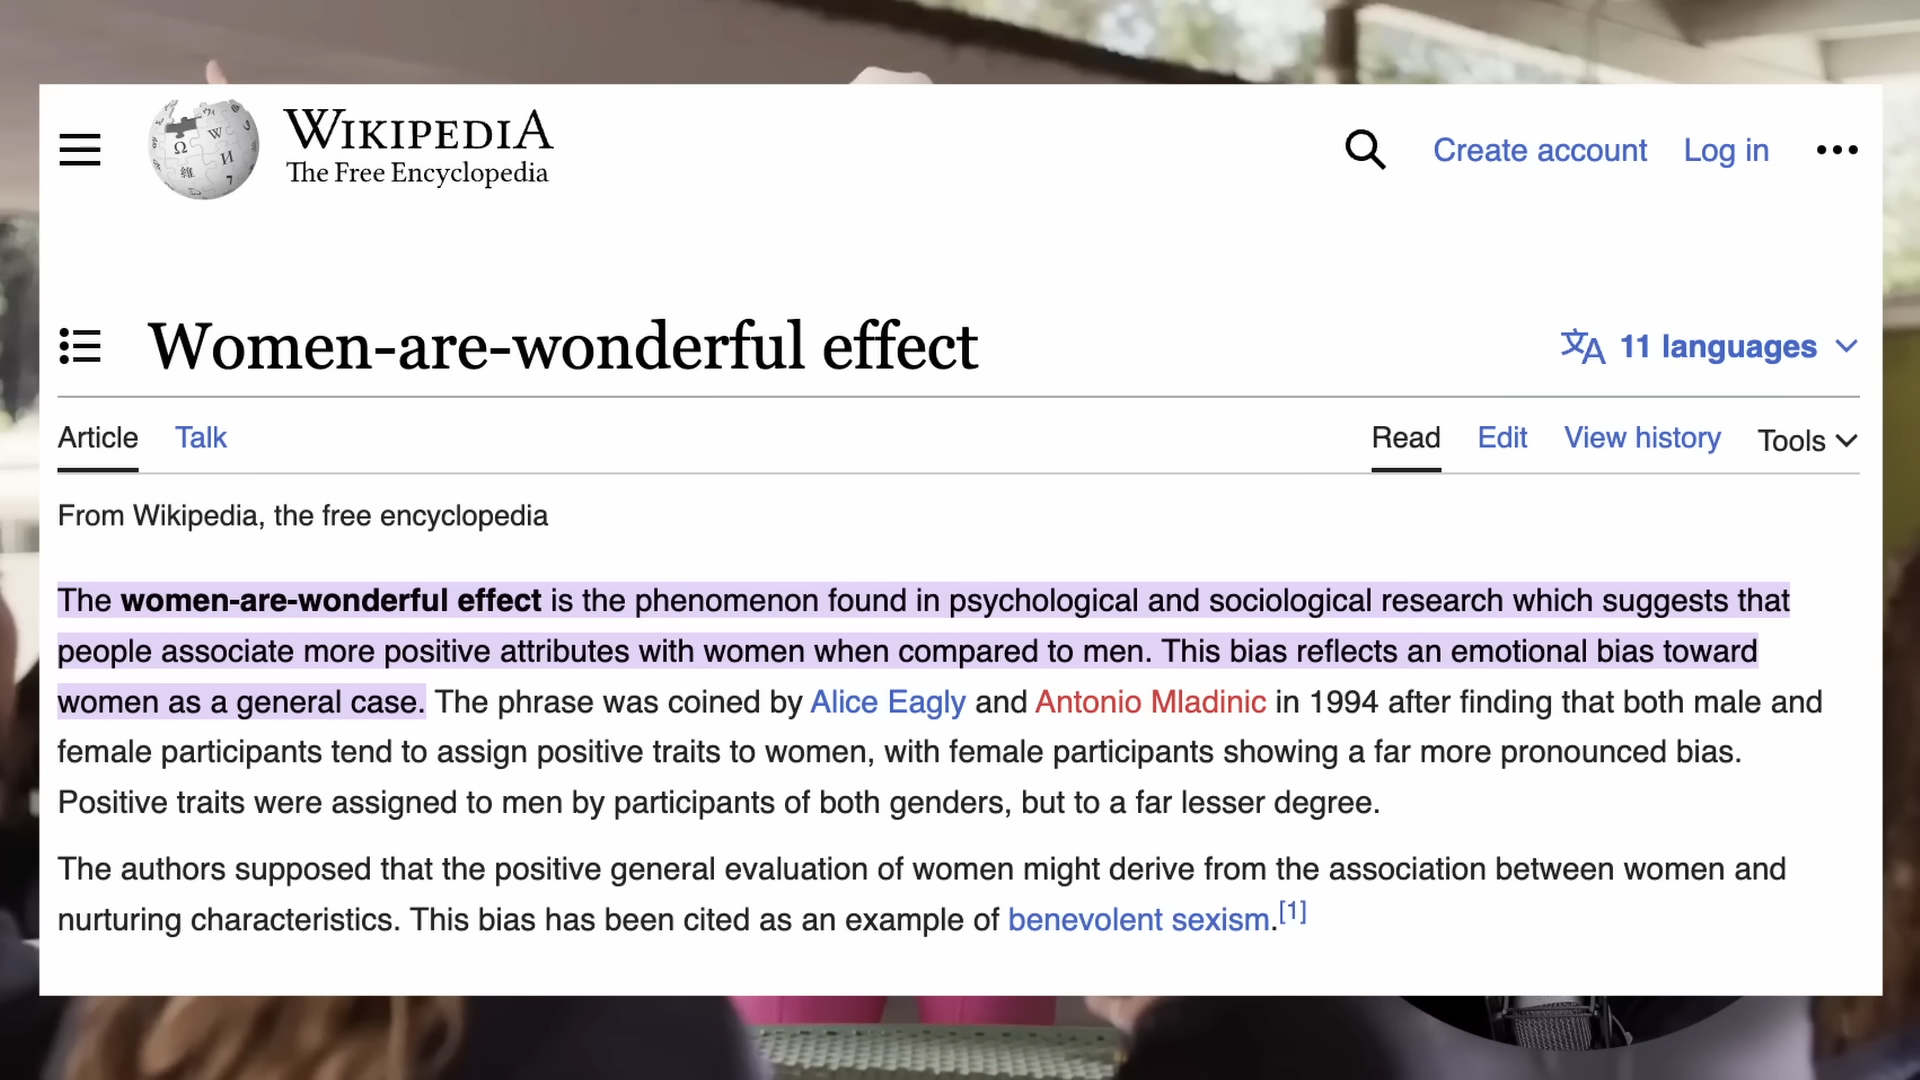 WIKIPEDIA
The Free Encyclopedia
Create account Log in
Women-are-wonderful effect
11 languages
Article Talk Read Edit View history Tools
From Wikipedia, the free encyclopedia
The women-are-wonderful effect is the phenomenon found in psychological and sociological research which suggests that
people associate more positive attributes with women when compared to men. This bias reflects an emotional bias toward
women as a general case. The phrase was coined by Alice Eagly and Antonio Mladinic in 1994 after finding that both male and
female participants tend to assign positive traits to women, with female participants showing a far more pronounced bias.
Positive traits were assigned to men by participants of both genders, but to a far lesser degree.
The authors supposed that the positive general evaluation of women might derive from the association between women and
nurturing characteristics. This bias has been cited as an example of benevolent sexism.[1]